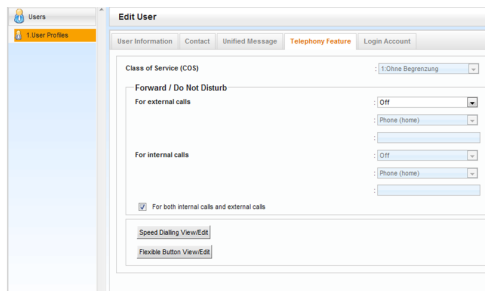 Users
1.User Profiles
Edit User
User Information Contact Unified Message Telephony Feature Login Account
Class of Service (COS) : 1:Ohne Begrenzung
Forward / Do Not Disturb
For external calls : Off
: Phone (home)
:
For internal calls : Off
: Phone (home)
:
For both internal calls and external calls
Speed Dialling View/Edit
Flexible Button View/Edit